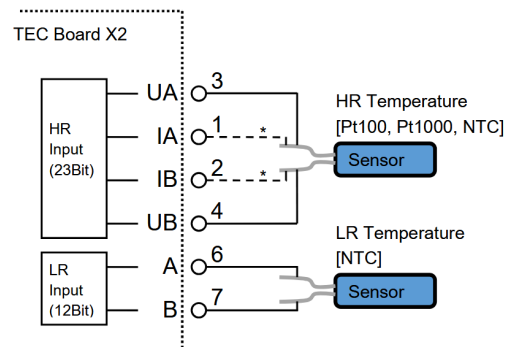 TEC Board X2
UA 3
HR Temperature
[Pt100, Pt1000, NTC]
HR
Input
(23Bit)
IA 1 *
Sensor
IB 2 *
UB 4
LR Temperature
[NTC]
LR
Input
(12Bit)
A 6
Sensor
B 7